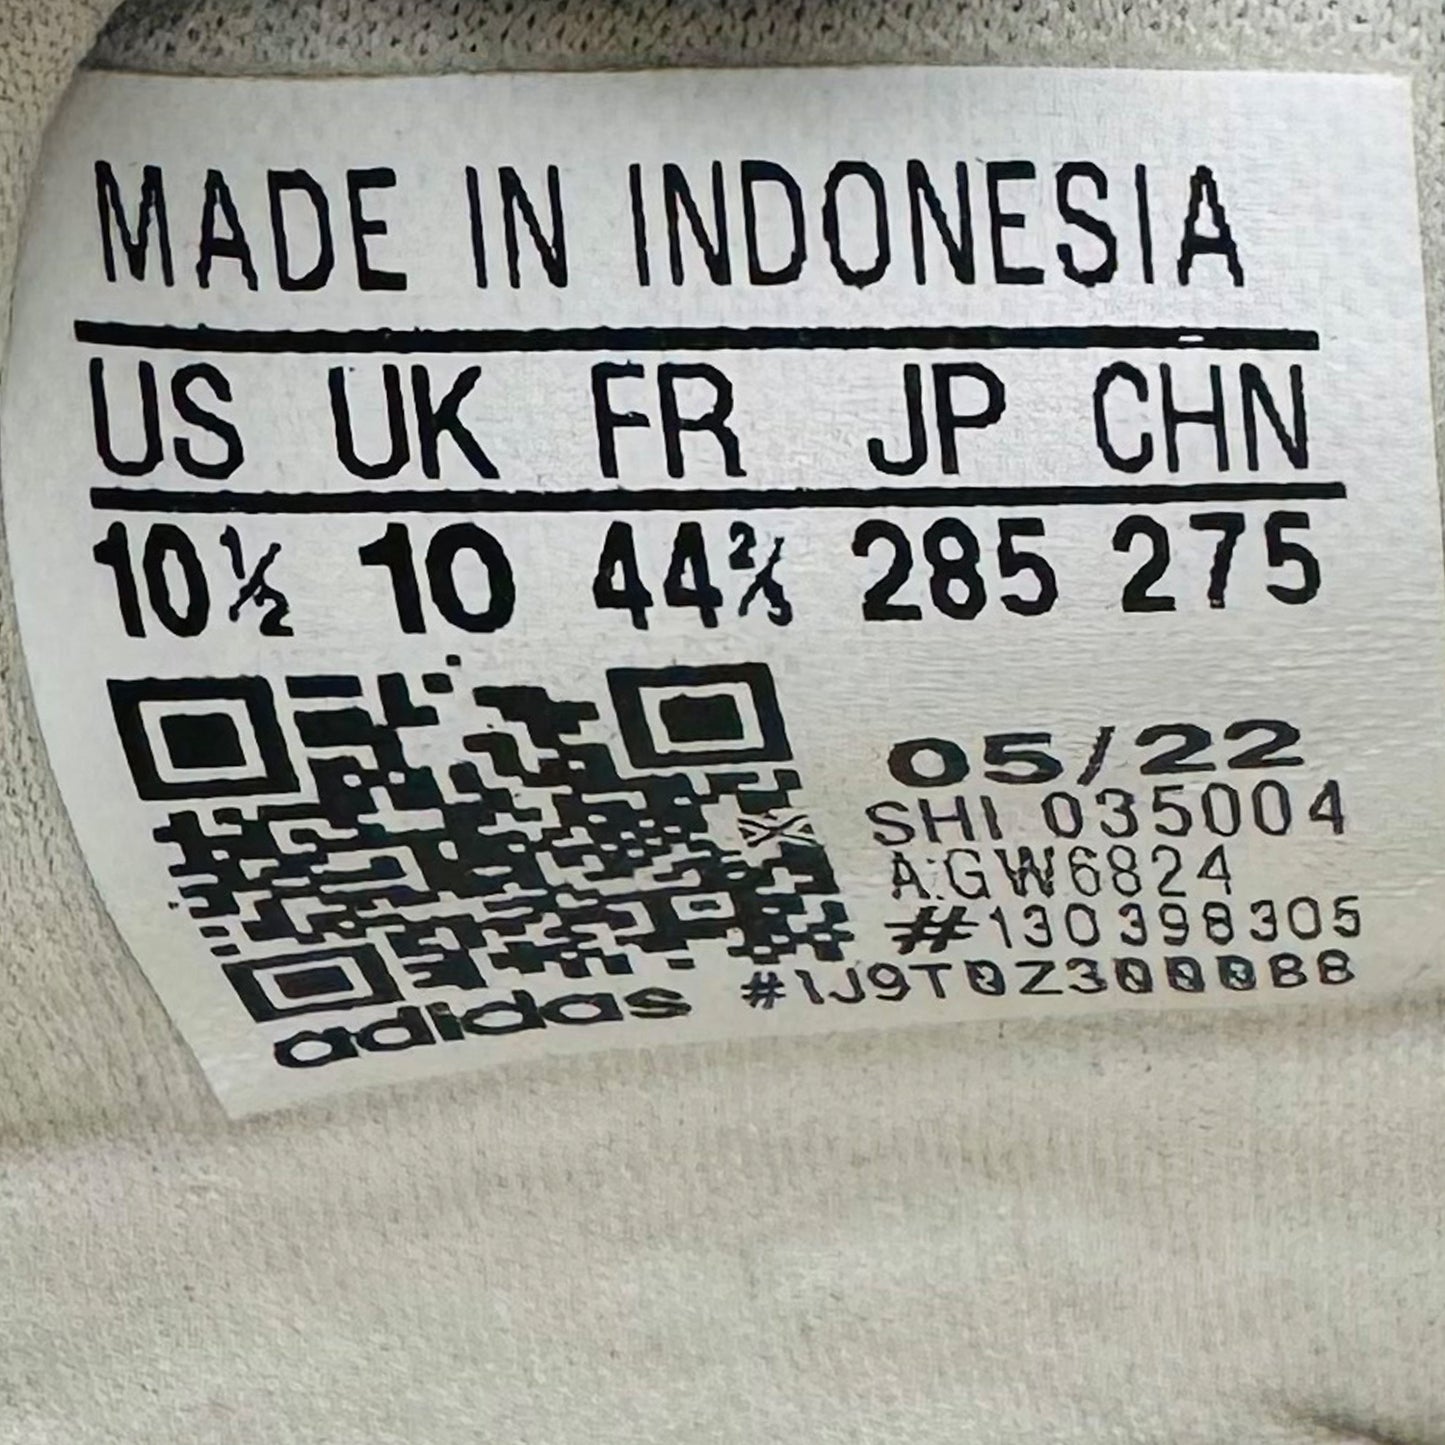 MADE IN INDONESIA
US UK FR JP CHN
10½ 10 44⅔ 285 275
05/22
SHI 035004
A:GW6824
#130398305
#1J9T0Z3000B8
adidas